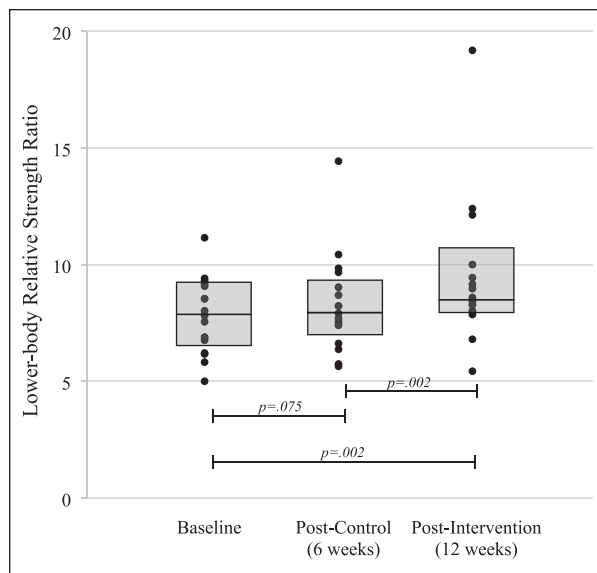 20
15
10
5
0
Lower-body Relative Strength Ratio
p=.002
p=.075
p=.002
Baseline
Post-Control
(6 weeks)
Post-Intervention
(12 weeks)